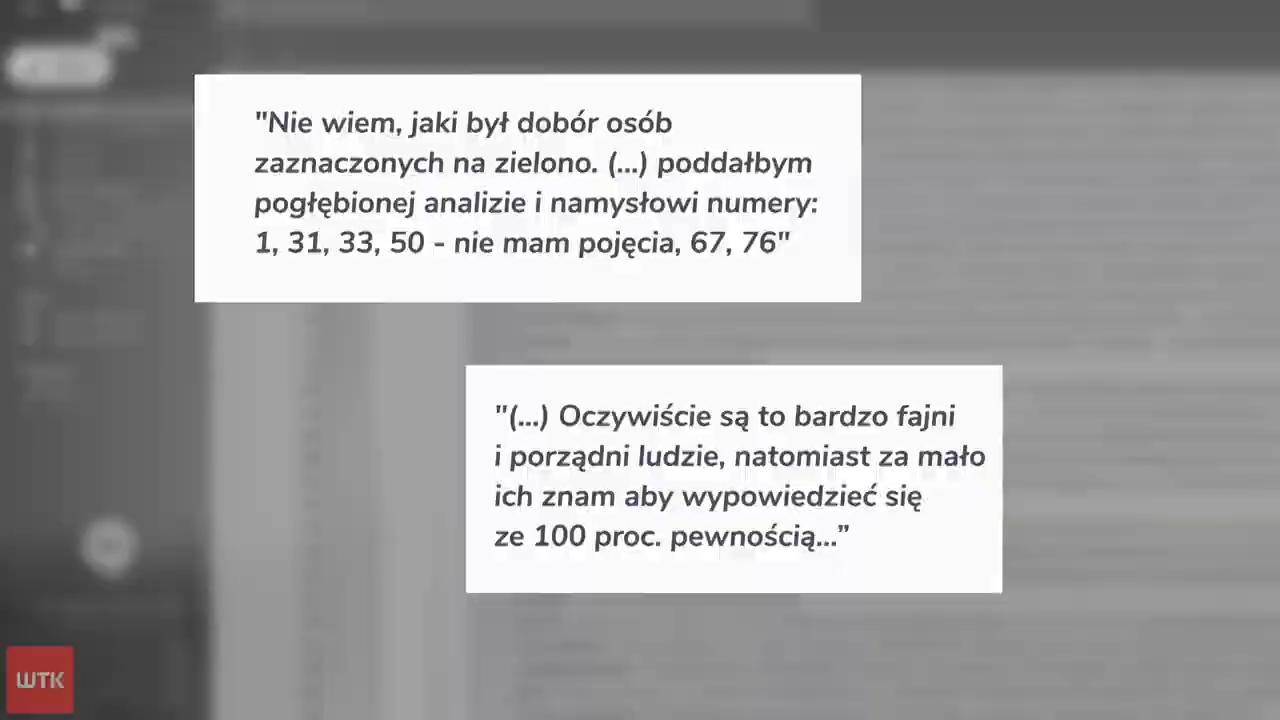 "Nie wiem, jaki był dobór osób
zaznaczonych na zielono. (...) poddałbym
pogłębionej analizie i namysłowi numery:
1, 31, 33, 50 - nie mam pojęcia, 67, 76"
"(...) Oczywiście są to bardzo fajni
i porządni ludzie, natomiast za mało
ich znam aby wypowiedzieć się
ze 100 proc. pewnością...”
WTK